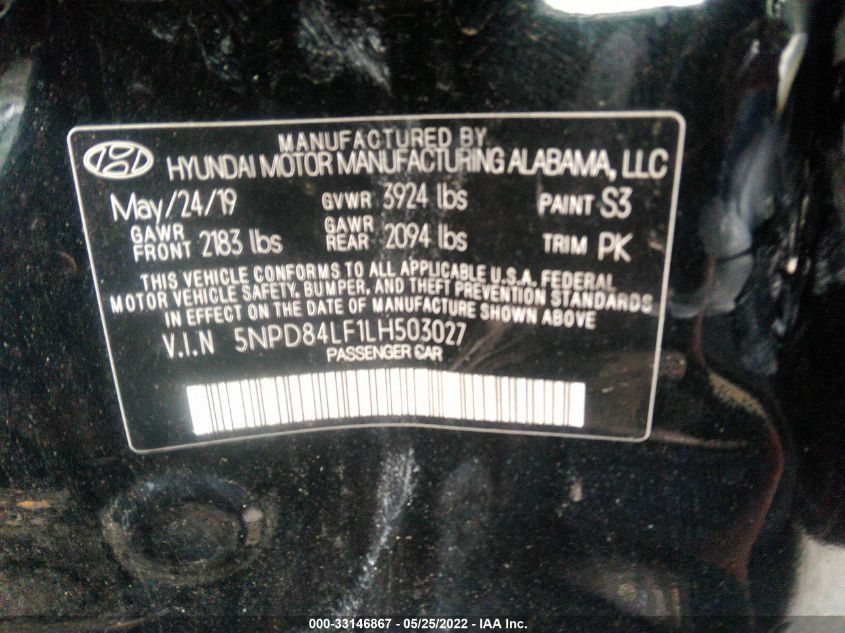 MANUFACTURED BY
HYUNDAI MOTOR MANUFACTURING ALABAMA, LLC
May/24/19 GVWR 3924 lbs PAINT S3
GAWR FRONT 2183 lbs GAWR REAR 2094 lbs TRIM PK
THIS VEHICLE CONFORMS TO ALL APPLICABLE U.S.A. FEDERAL
MOTOR VEHICLE SAFETY, BUMPER, AND THEFT PREVENTION STANDARDS
IN EFFECT ON THE DATE OF MANUFACTURE SHOWN ABOVE
V.I.N 5NPD84LF1LH503027
PASSENGER CAR
000-33146867 - 05/25/2022 - IAA Inc.